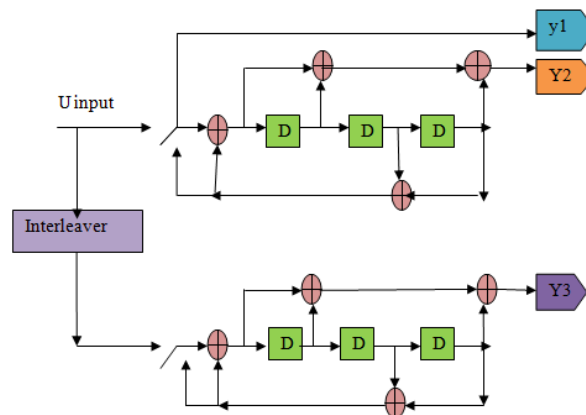 y1
Y2
U input
D D D
Interleaver
Y3
D D D